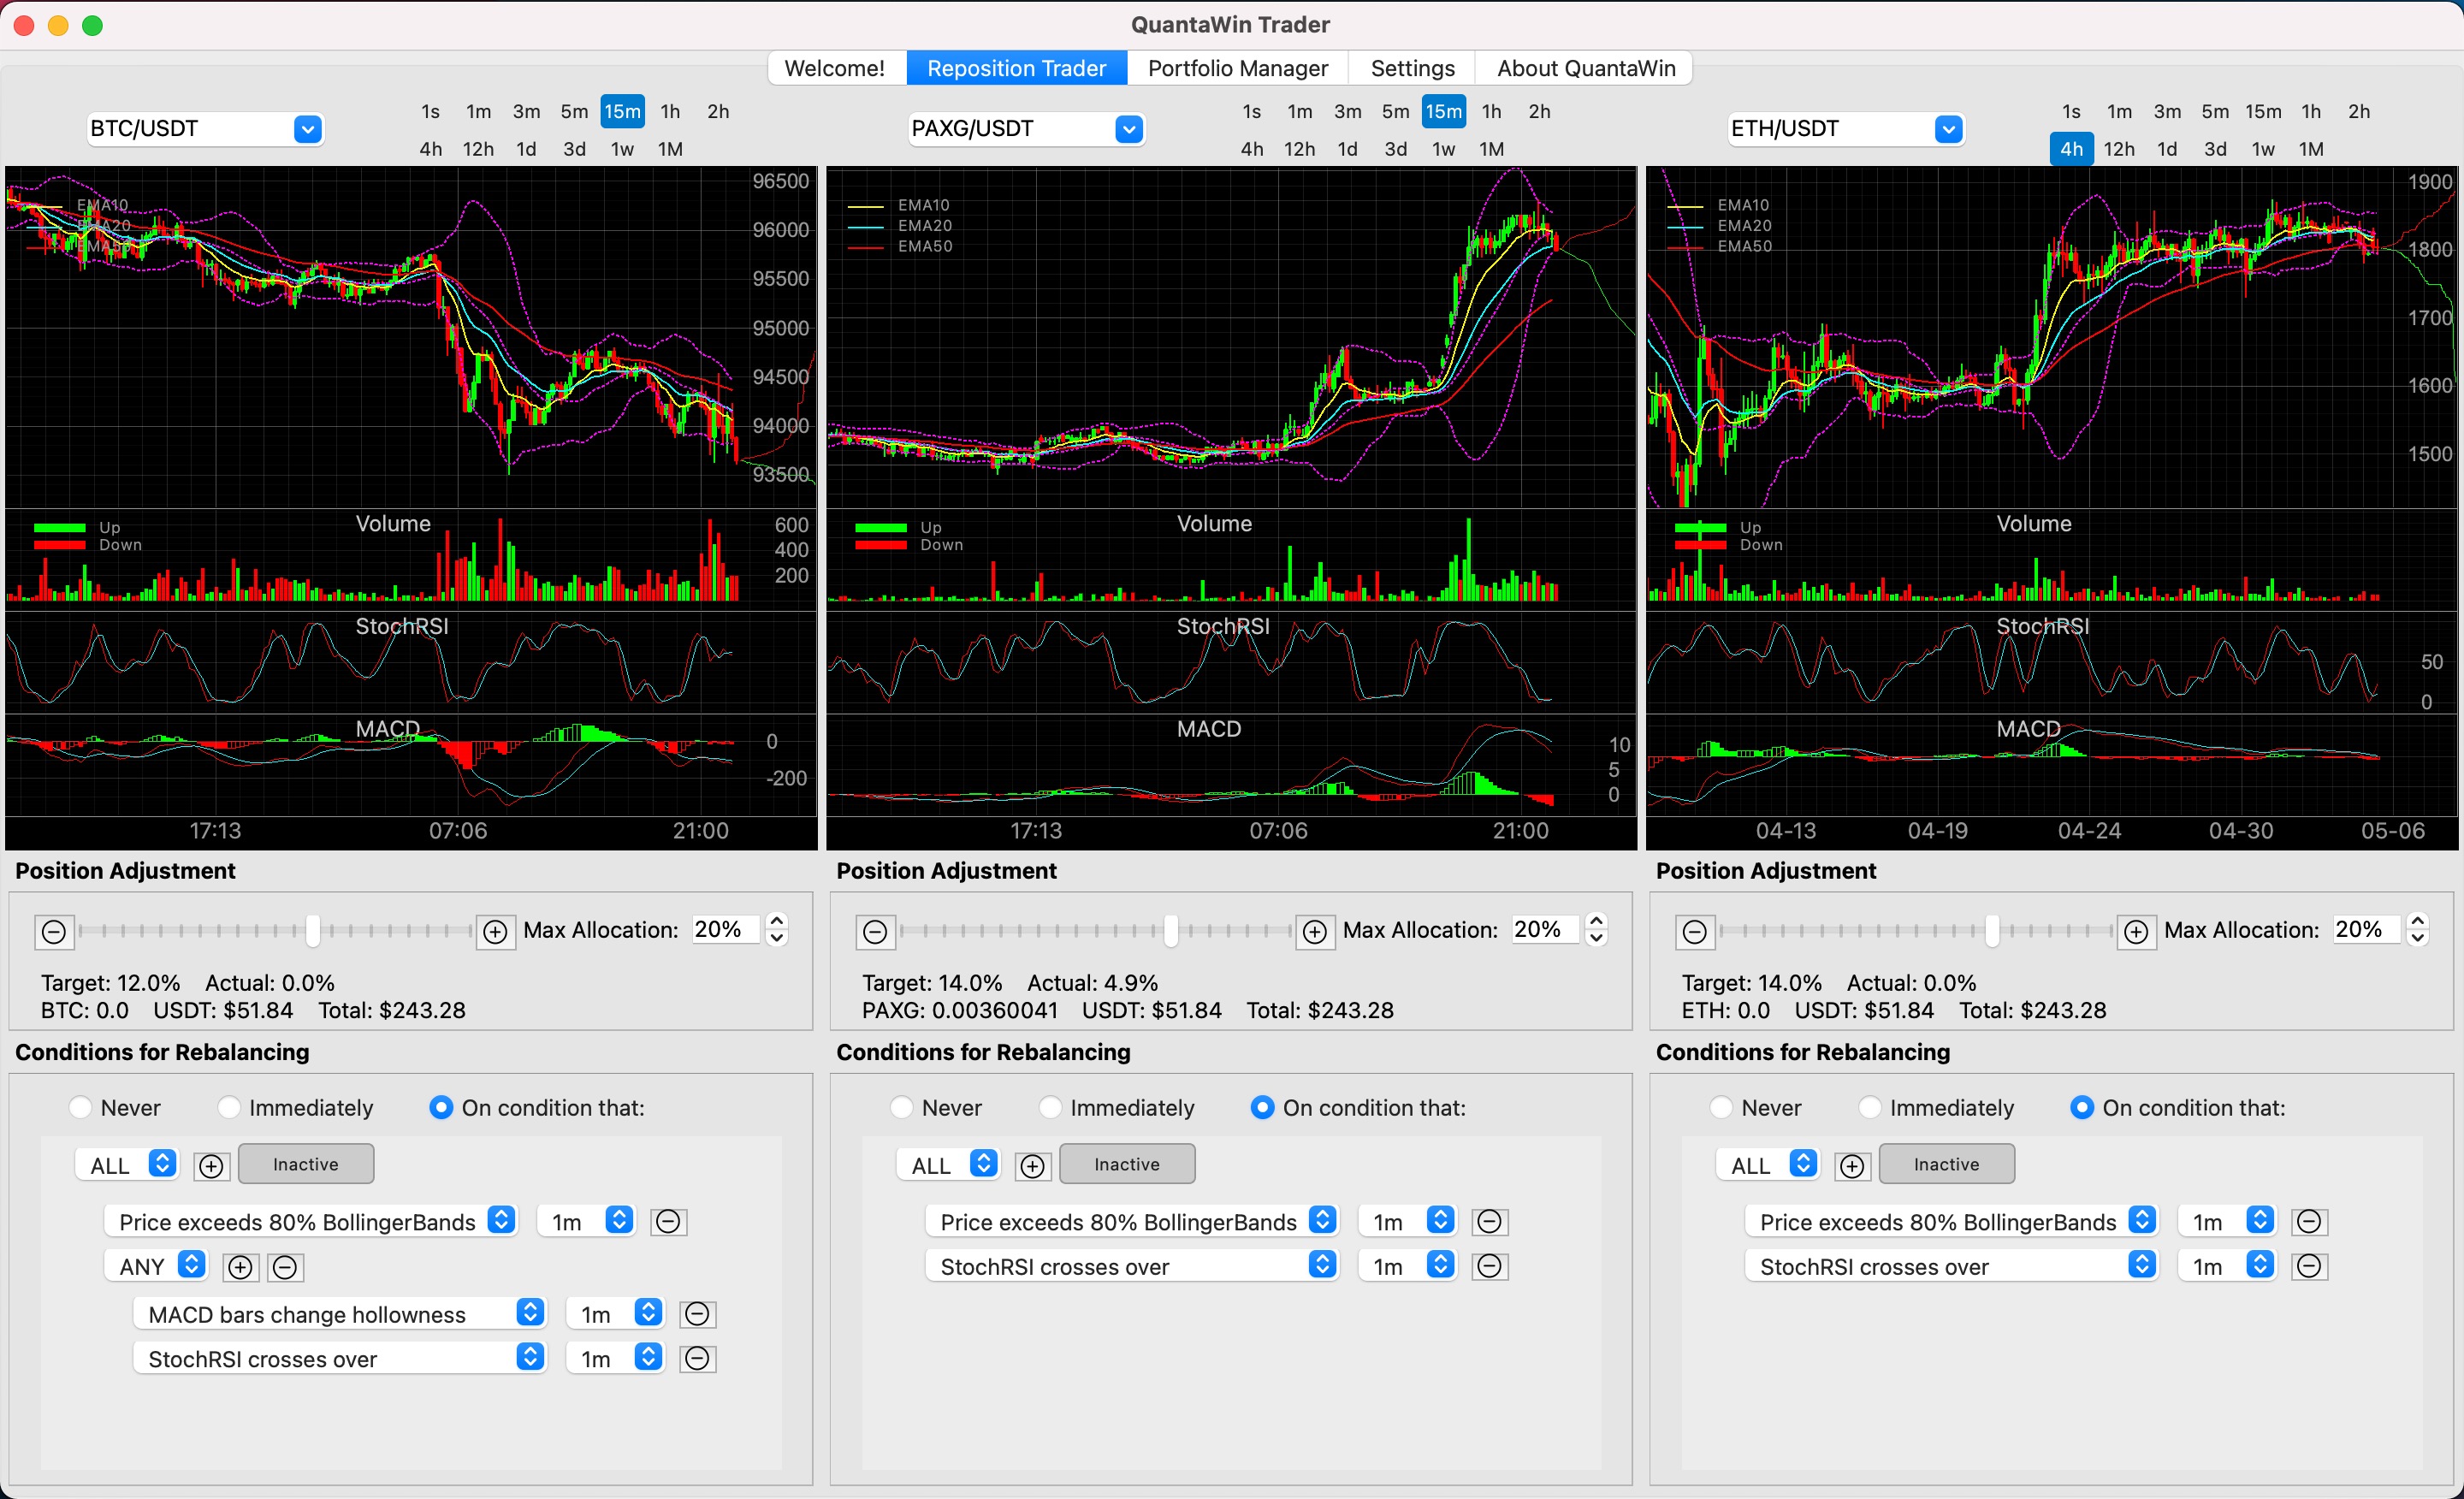 QuantaWin Trader
Welcome! Reposition Trader Portfolio Manager Settings About QuantaWin
BTC/USDT
1s 1m 3m 5m 15m 1h 2h
4h 12h 1d 3d 1w 1M
EMA10
EMA20
EMA50
96500
96000
95500
95000
94500
94000
93500
Up
Down
Volume
600
400
200
StochRSI
MACD
0
-200
17:13 07:06 21:00
Position Adjustment
Max Allocation: 20%
Target: 12.0% Actual: 0.0%
BTC: 0.0 USDT: $51.84 Total: $243.28
Conditions for Rebalancing
Never Immediately On condition that:
ALL Inactive
Price exceeds 80% BollingerBands 1m
ANY
MACD bars change hollowness 1m
StochRSI crosses over 1m
PAXG/USDT
1s 1m 3m 5m 15m 1h 2h
4h 12h 1d 3d 1w 1M
EMA10
EMA20
EMA50
Up
Down
Volume
StochRSI
MACD
10
5
0
17:13 07:06 21:00
Position Adjustment
Max Allocation: 20%
Target: 14.0% Actual: 4.9%
PAXG: 0.00360041 USDT: $51.84 Total: $243.28
Conditions for Rebalancing
Never Immediately On condition that:
ALL Inactive
Price exceeds 80% BollingerBands 1m
StochRSI crosses over 1m
ETH/USDT
1s 1m 3m 5m 15m 1h 2h
4h 12h 1d 3d 1w 1M
EMA10
EMA20
EMA50
1900
1800
1700
1600
1500
Up
Down
Volume
StochRSI
50
0
MACD
04-13 04-19 04-24 04-30 05-06
Position Adjustment
Max Allocation: 20%
Target: 14.0% Actual: 0.0%
ETH: 0.0 USDT: $51.84 Total: $243.28
Conditions for Rebalancing
Never Immediately On condition that:
ALL Inactive
Price exceeds 80% BollingerBands 1m
StochRSI crosses over 1m